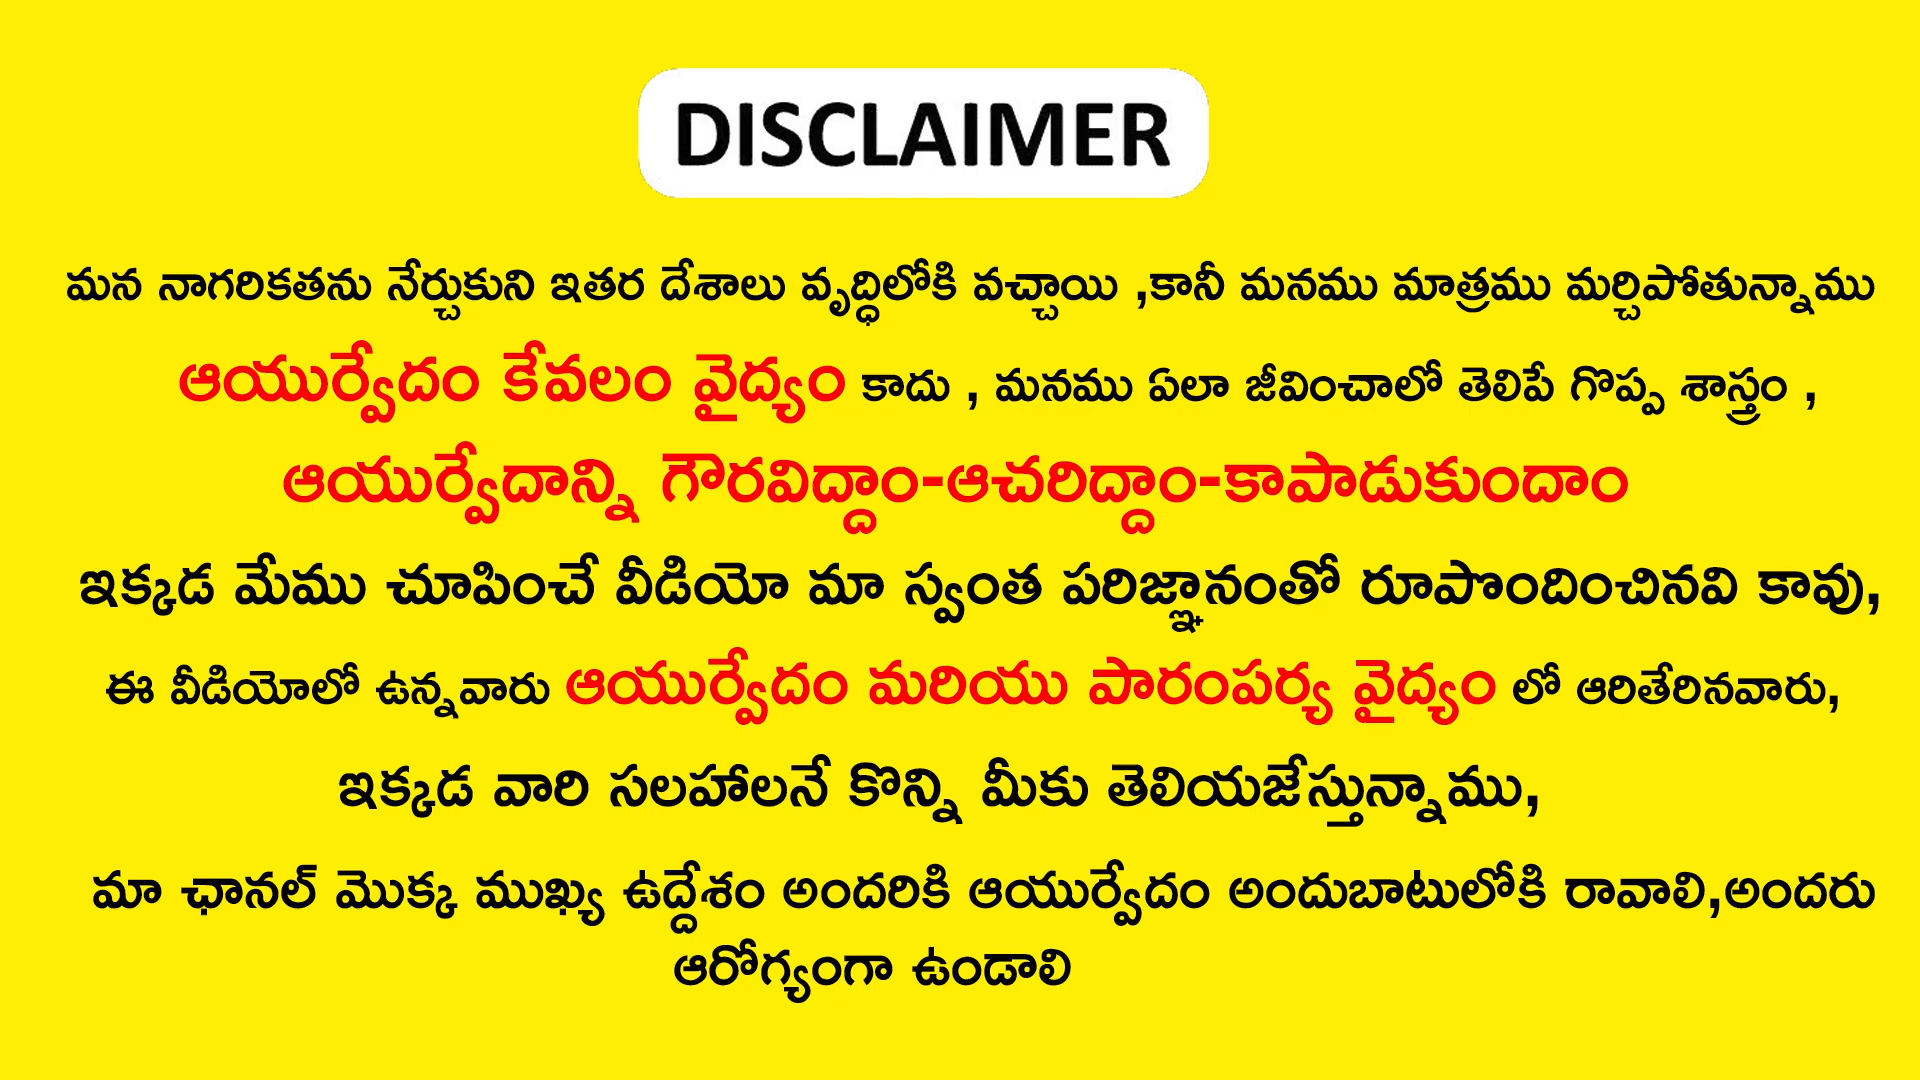 DISCLAIMER
మన నాగరికతను నేర్చుకుని ఇతర దేశాలు వృద్ధిలోకి వచ్చాయి ,కానీ మనము మాత్రము మర్చిపోతున్నాము
ఆయుర్వేదం కేవలం వైద్యం కాదు , మనము ఏలా జీవించాలో తెలిపే గొప్ప శాస్త్రం ,
ఆయుర్వేదాన్ని గౌరవిద్దాం-ఆచరిద్దాం-కాపాడుకుందాం
ఇక్కడ మేము చూపించే వీడియో మా స్వంత పరిజ్ఞానంతో రూపొందించినవి కావు,
ఈ వీడియోలో ఉన్నవారు ఆయుర్వేదం మరియు పారంపర్య వైద్యం లో ఆరితేరినవారు,
ఇక్కడ వారి సలహాలనే కొన్ని మీకు తెలియజేస్తున్నాము,
మా ఛానల్ మొక్క ముఖ్య ఉద్దేశం అందరికి ఆయుర్వేదం అందుబాటులోకి రావాలి,అందరు
ఆరోగ్యంగా ఉండాలి